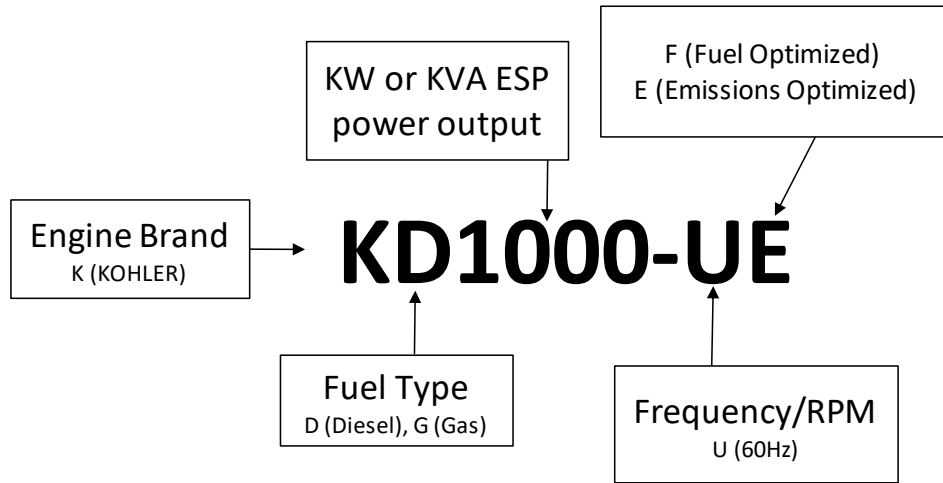 F (Fuel Optimized)
E (Emissions Optimized)
KW or KVA ESP
power output
Engine Brand
K (KOHLER)
KD1000-UE
Fuel Type
D (Diesel), G (Gas)
Frequency/RPM
U (60Hz)